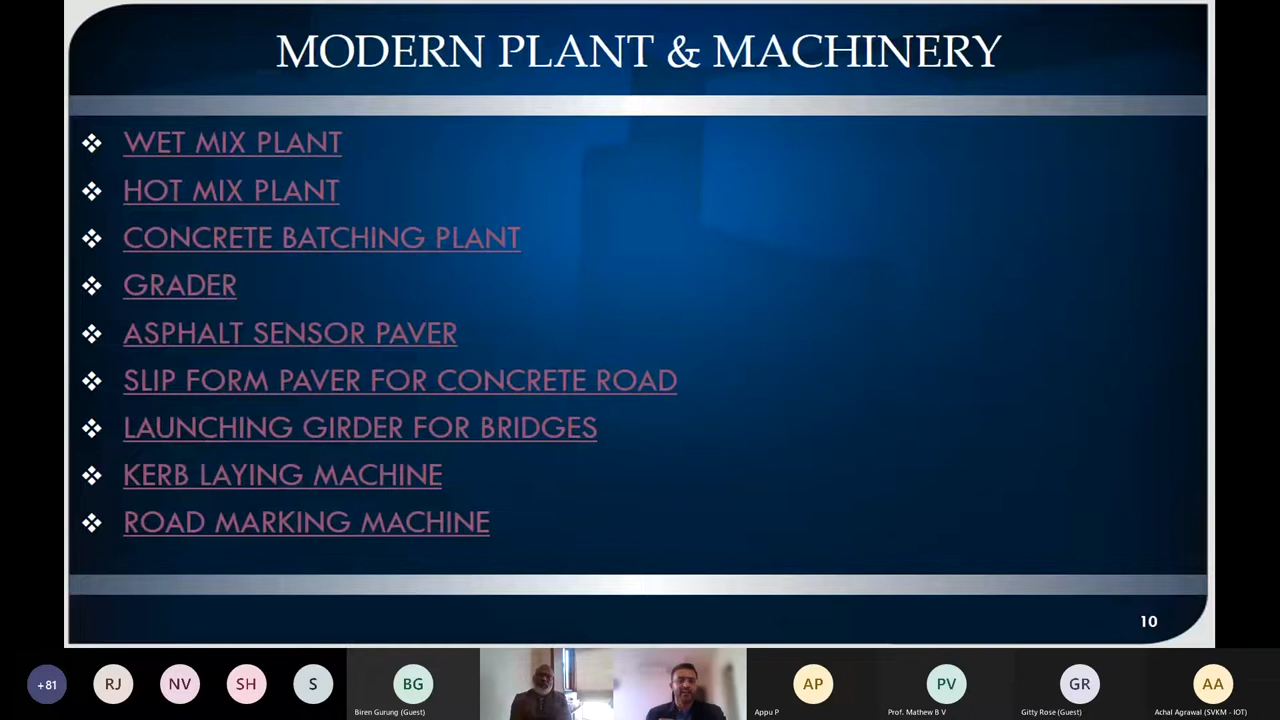 MODERN PLANT & MACHINERY
WET MIX PLANT
HOT MIX PLANT
CONCRETE BATCHING PLANT
GRADER
ASPHALT SENSOR PAVER
SLIP FORM PAVER FOR CONCRETE ROAD
LAUNCHING GIRDER FOR BRIDGES
KERB LAYING MACHINE
ROAD MARKING MACHINE
10
+81 RJ NV SH S BG AP PV GR AA
Biren Gurung (Guest) Appu P Prof. Mathew B V Gitty Rose (Guest) Achal Agrawal (SVKM - IOT)